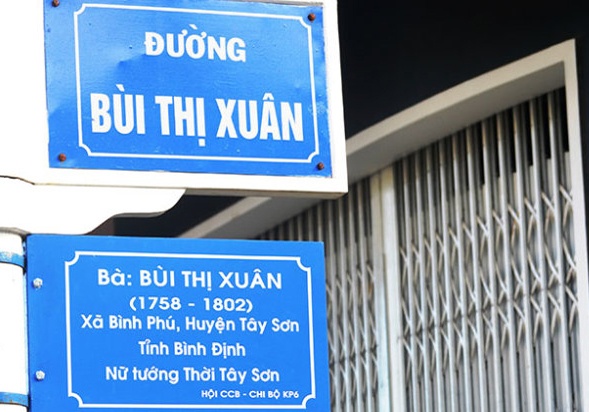 ĐƯỜNG
BÙI THỊ XUÂN
Bà: BÙI THỊ XUÂN
(1758 - 1802)
Xã Bình Phú, Huyện Tây Sơn
Tỉnh Bình Định
Nữ tướng Thời Tây Sơn
HỘI CCB - CHI BỘ KP6